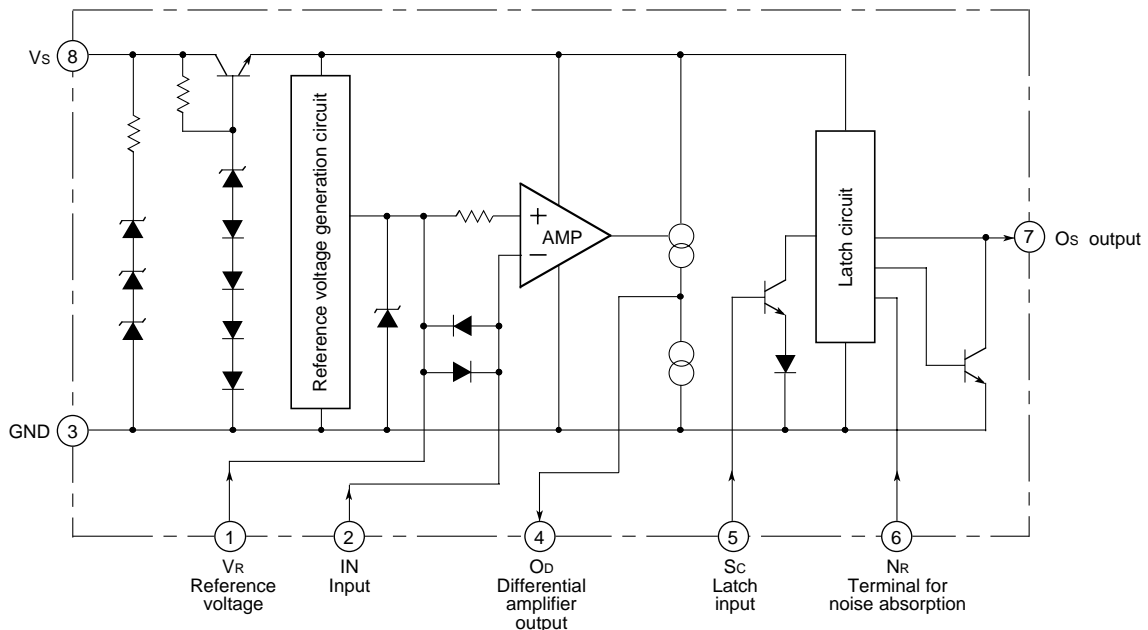 Vs 8
Reference voltage generation circuit
+
AMP
−
Latch circuit
7 Os output
GND 3
1
VR
Reference
voltage
2
IN
Input
4
OD
Differential
amplifier
output
5
Sc
Latch
input
6
NR
Terminal for
noise absorption